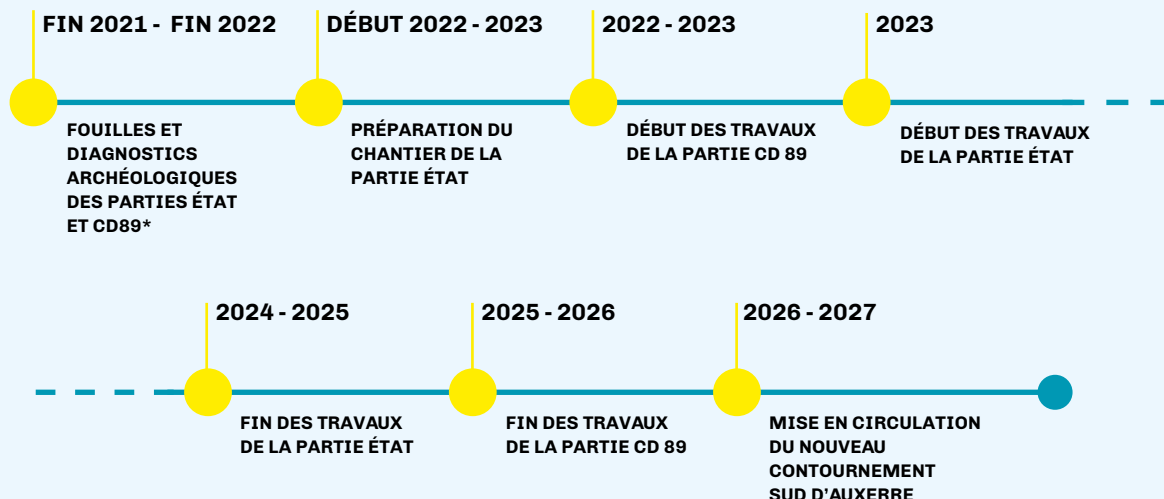 FIN 2021 - FIN 2022
FOUILLES ET
DIAGNOSTICS
ARCHÉOLOGIQUES
DES PARTIES ÉTAT
ET CD89*
DÉBUT 2022 - 2023
PRÉPARATION DU
CHANTIER DE LA
PARTIE ÉTAT
2022 - 2023
DÉBUT DES TRAVAUX
DE LA PARTIE CD 89
2023
DÉBUT DES TRAVAUX
DE LA PARTIE ÉTAT
2024 - 2025
FIN DES TRAVAUX
DE LA PARTIE ÉTAT
2025 - 2026
FIN DES TRAVAUX
DE LA PARTIE CD 89
2026 - 2027
MISE EN CIRCULATION
DU NOUVEAU
CONTOURNEMENT
SUD D'AUXERRE